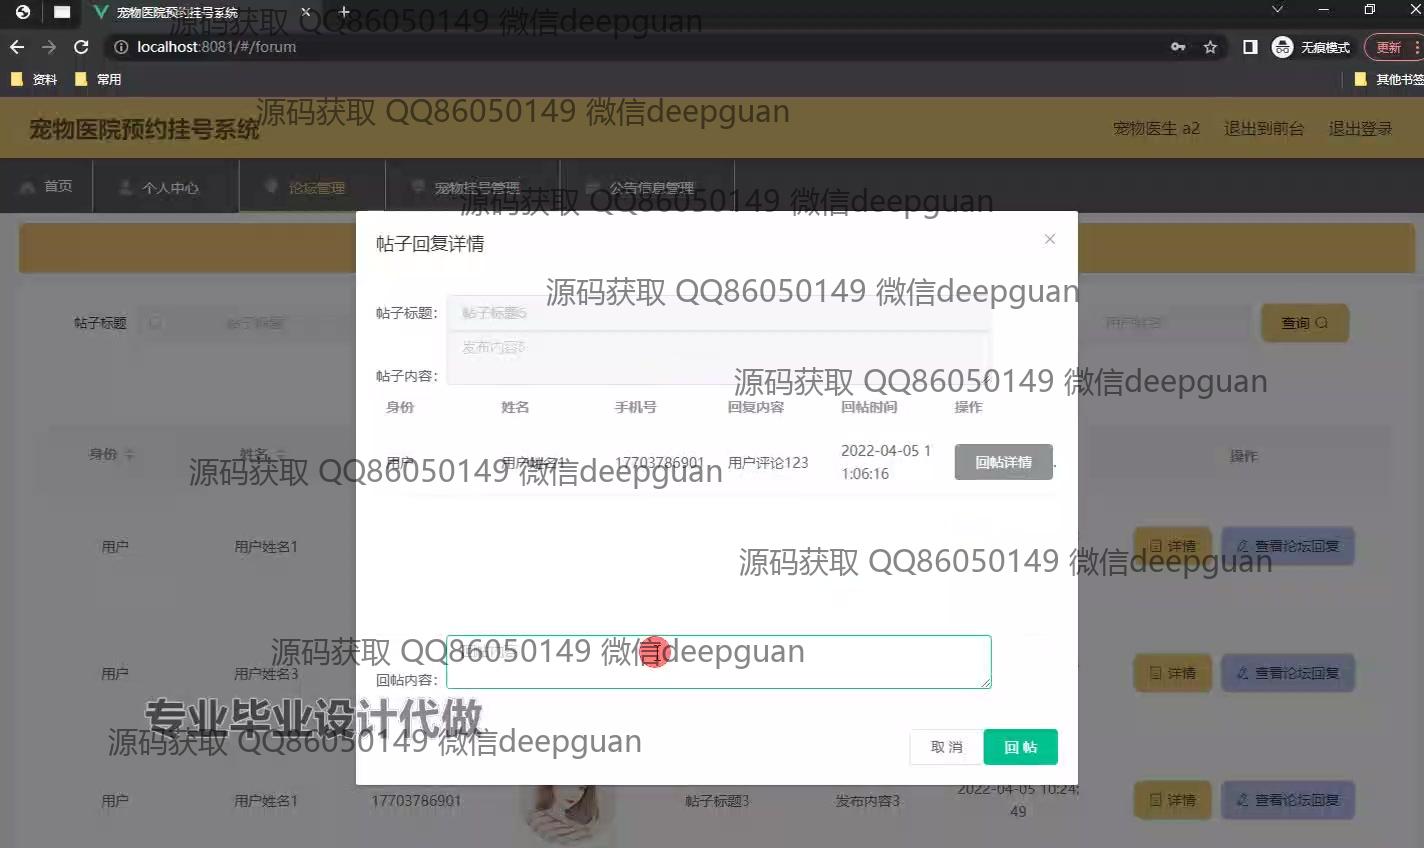 宠物医院预约挂号系统
源码获取 QQ86050149 微信deepguan
localhost:8081/#/forum
无痕模式
更新
资料
常用
其他书签
源码获取 QQ86050149 微信deepguan
宠物医院预约挂号系统
宠物医生 a2
退出到前台
退出登录
首页
个人中心
论坛管理
宠物挂号管理
公告信息管理
源码获取 QQ86050149 微信deepguan
帖子回复详情
源码获取 QQ86050149 微信deepguan
帖子标题
帖子标题
帖子标题:
帖子标题5
用户姓名
查询
发布内容5
帖子内容:
源码获取 QQ86050149 微信deepguan
身份 姓名 手机号 回复内容 回帖时间 操作
身份 姓名 操作
用户 用户姓名1 17703786901 用户评论123 2022-04-05 1
1:06:16
回帖详情
源码获取 QQ86050149 微信deepguan
用户 用户姓名1 详情 查看论坛回复
源码获取 QQ86050149 微信deepguan
源码获取 QQ86050149 微信deepguan
回帖内容:
用户 用户姓名3 详情 查看论坛回复
专业毕业设计代做
源码获取 QQ86050149 微信deepguan
取 消
回 帖
用户 用户姓名1 17703786901 帖子标题3 发布内容3 2022-04-05 10:24:
49
详情 查看论坛回复